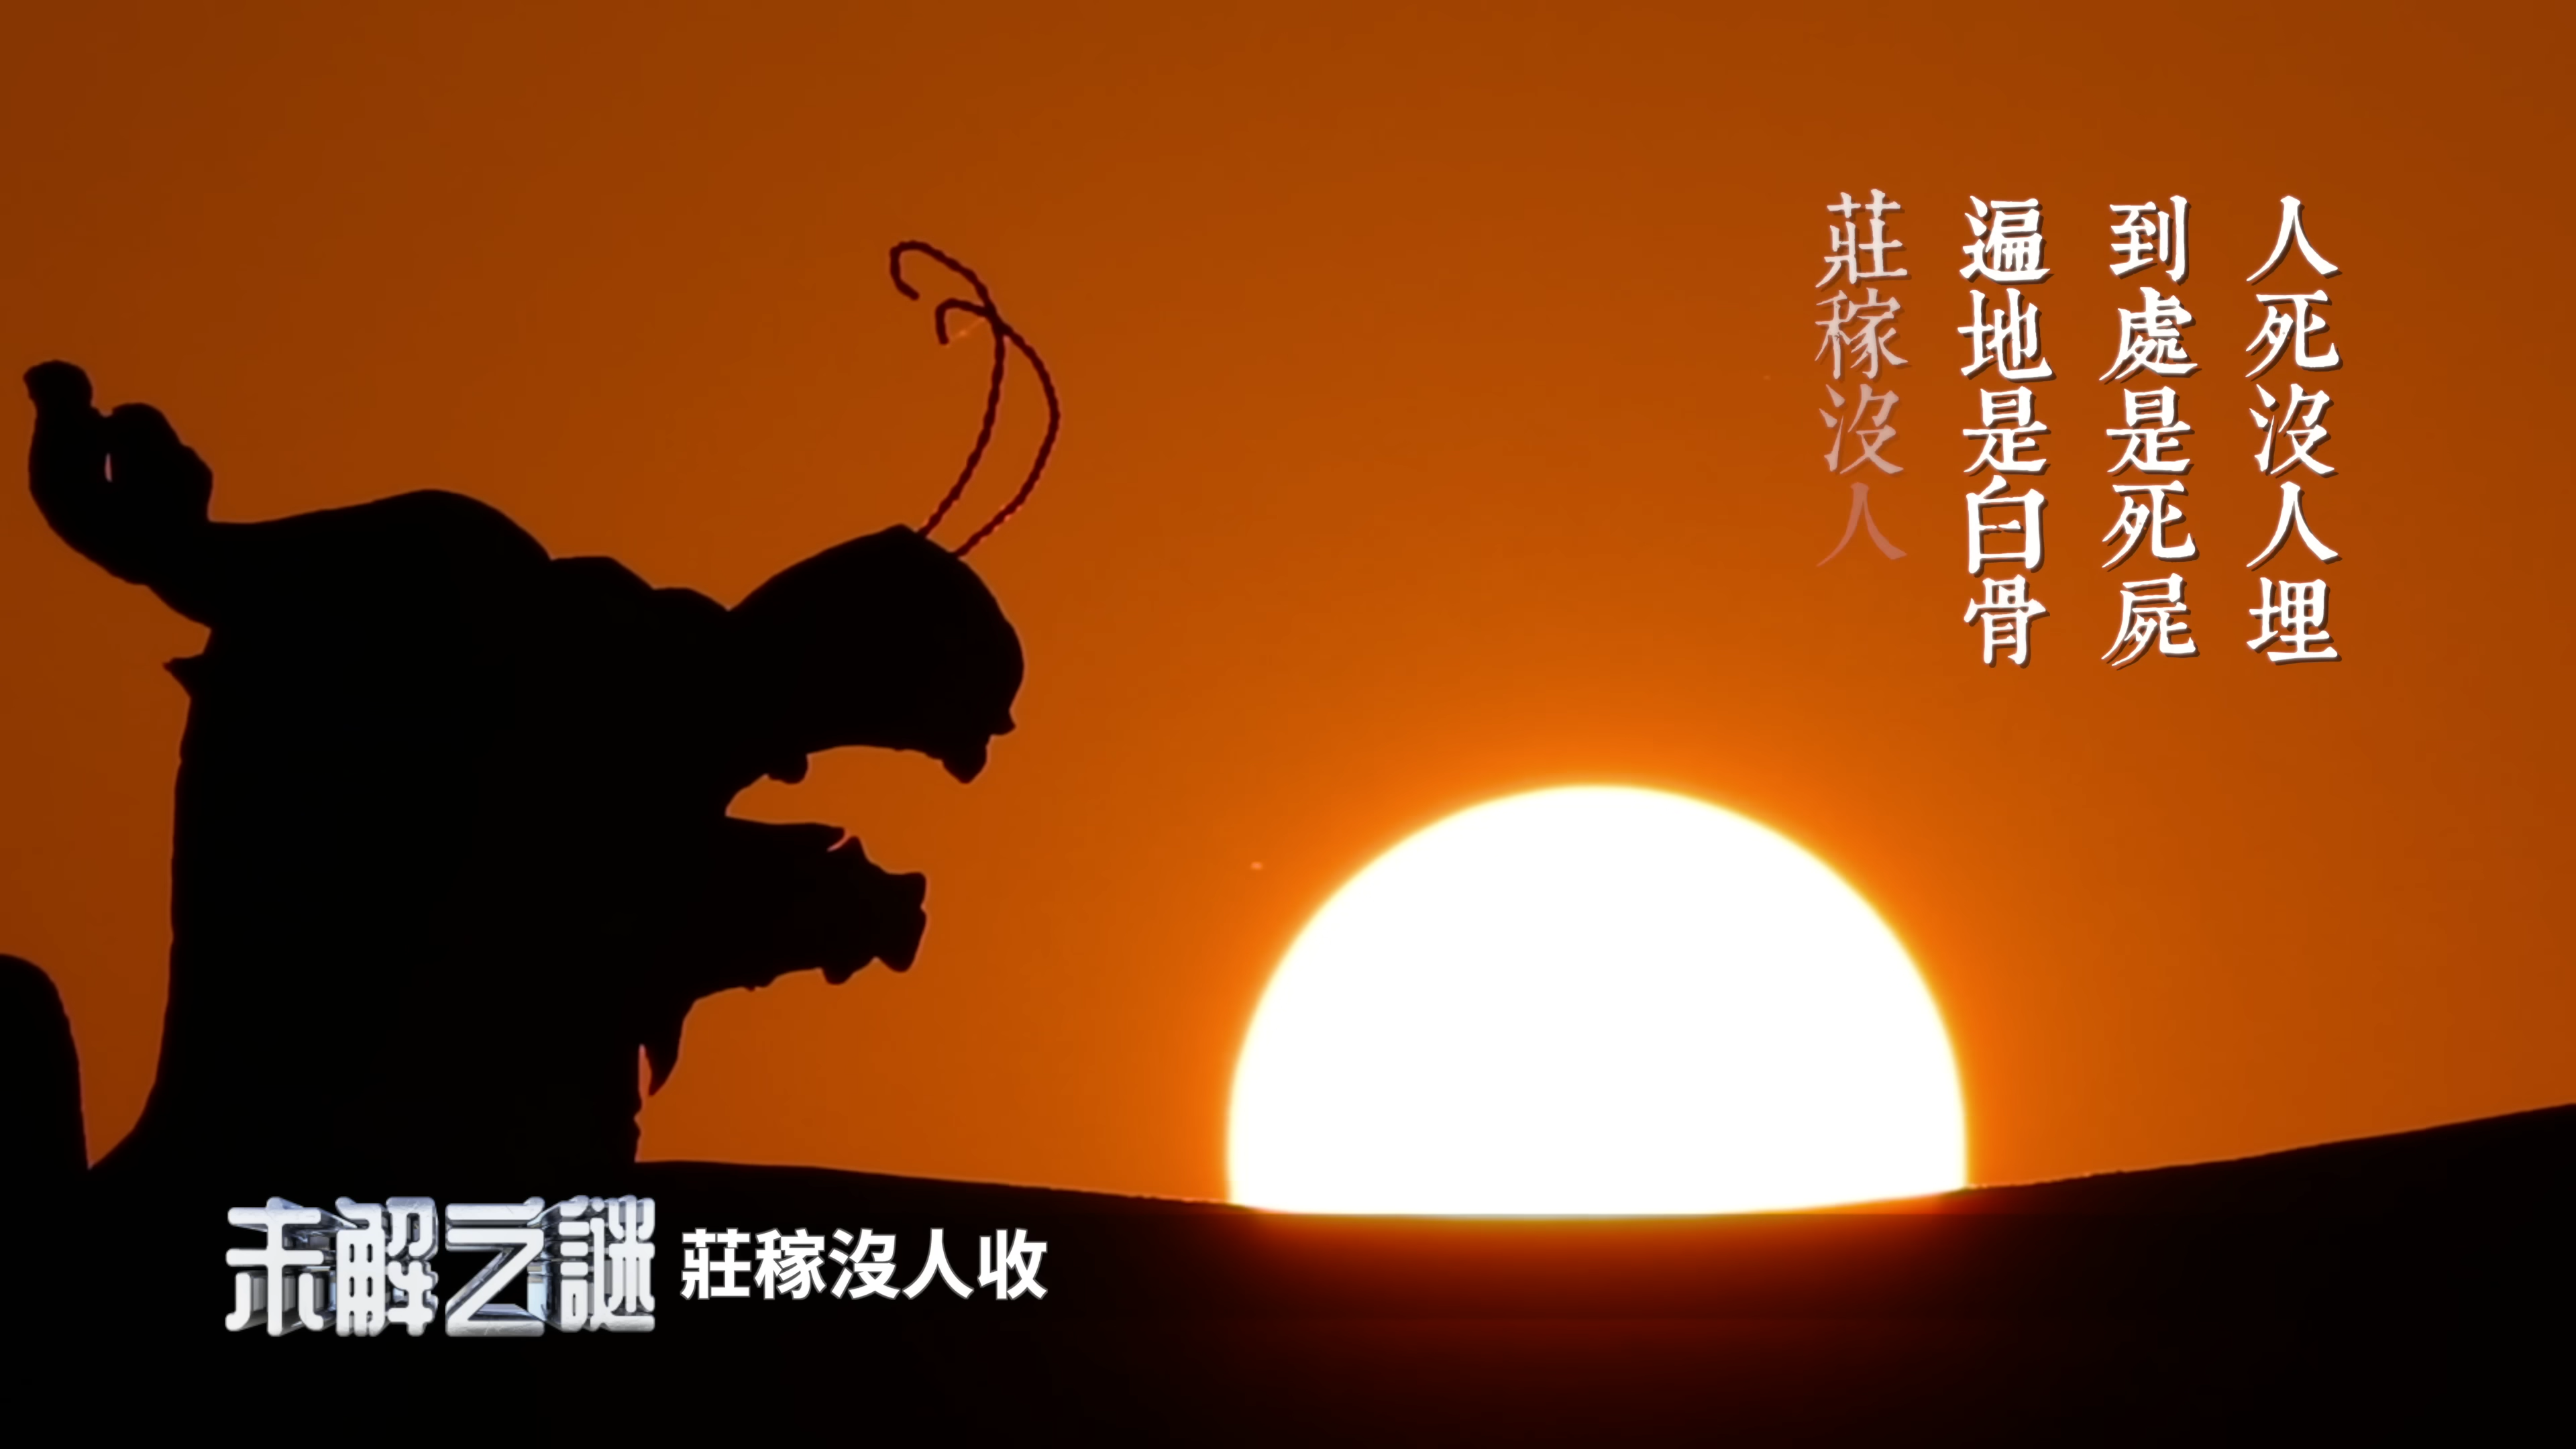 人死沒人埋
到處是死屍
遍地是白骨
莊稼沒人
未解之謎
莊稼沒人收